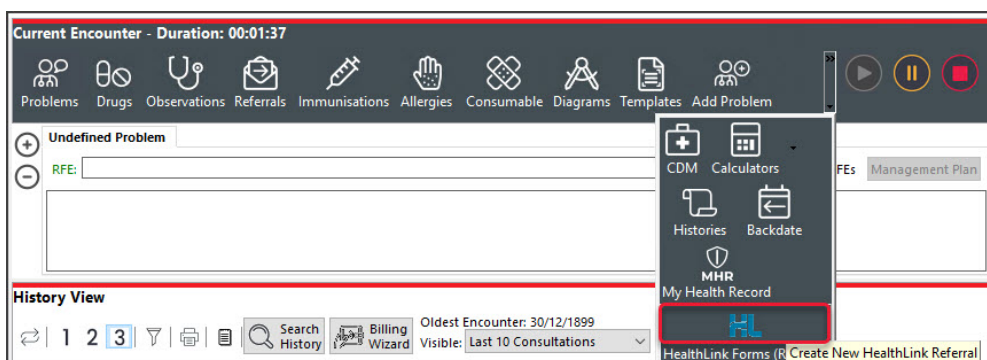 Current Encounter - Duration: 00:01:37
Problems Drugs Observations Referrals Immunisations Allergies Consumable Diagrams Templates Add Problem
»
Undefined Problem
RFE:
FEs Management Plan
CDM Calculators
Histories Backdate
MHR
My Health Record
HL
HealthLink Forms (R
Create New HealthLink Referral
History View
1 2 3
Search History
Billing Wizard
Oldest Encounter: 30/12/1899
Visible: Last 10 Consultations